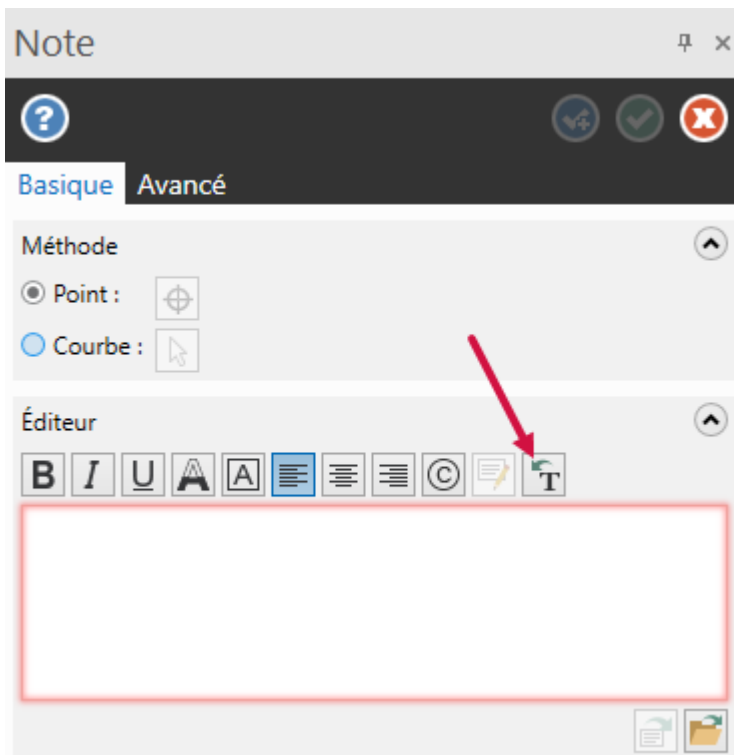 Note
Basique Avancé
Méthode
Point :
Courbe :
Éditeur
B I U A A © T